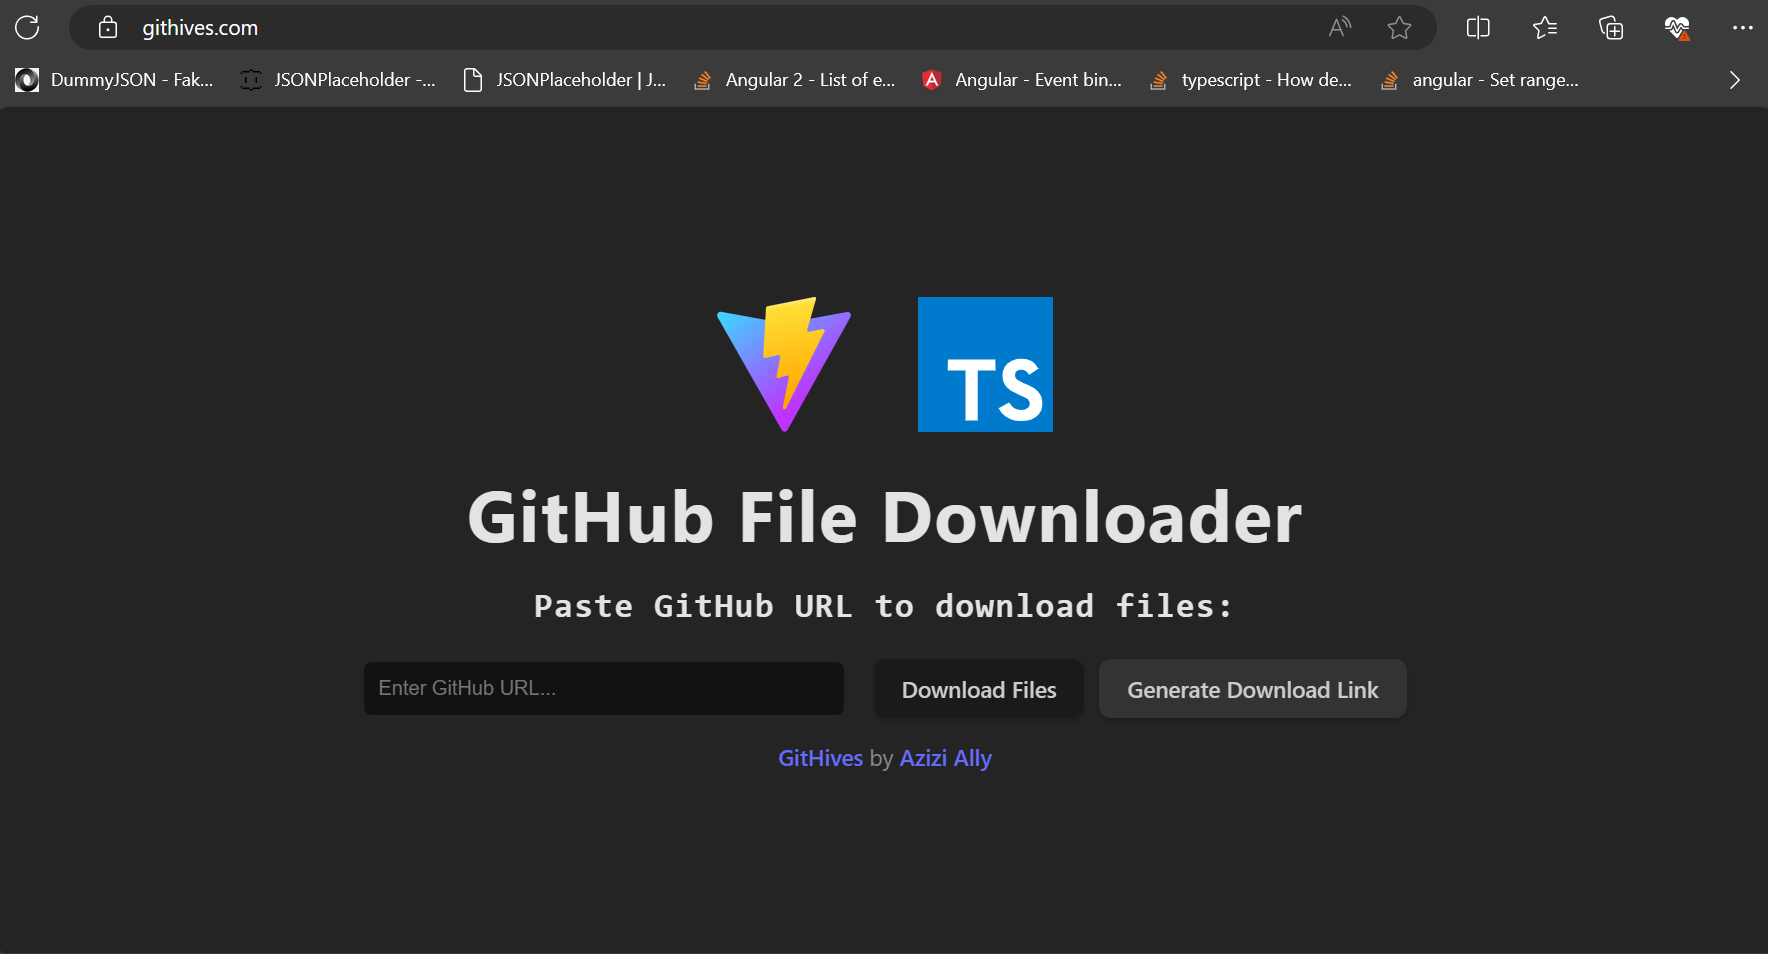 githives.com
DummyJSON - Fak...
JSONPlaceholder -...
JSONPlaceholder | J...
Angular 2 - List of e...
Angular - Event bin...
typescript - How de...
angular - Set range...
TS
GitHub File Downloader
Paste GitHub URL to download files:
Enter GitHub URL...
Download Files
Generate Download Link
GitHives by Azizi Ally